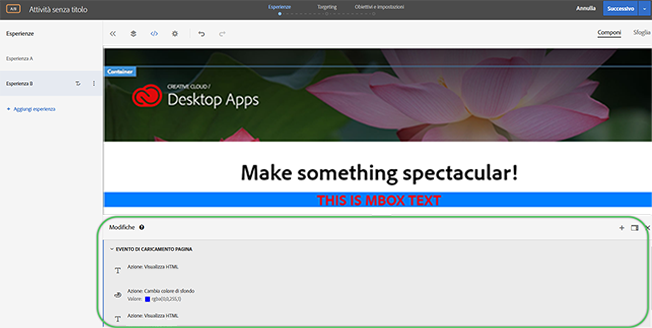 A/B Attività senza titolo
Esperienze Targeting Obiettivi e impostazioni
Annulla Successivo
Esperienze
Componi Sfoglia
Esperienza A
Esperienza B
+ Aggiungi esperienza
Container
CREATIVE CLOUD /
Desktop Apps
Make something spectacular!
THIS IS MBOX TEXT
Modifiche
EVENTO DI CARICAMENTO PAGINA
Azione: Visualizza HTML
Azione: Cambia colore di sfondo
Valore: rgba(13,0,255,1)
Azione: Visualizza HTML